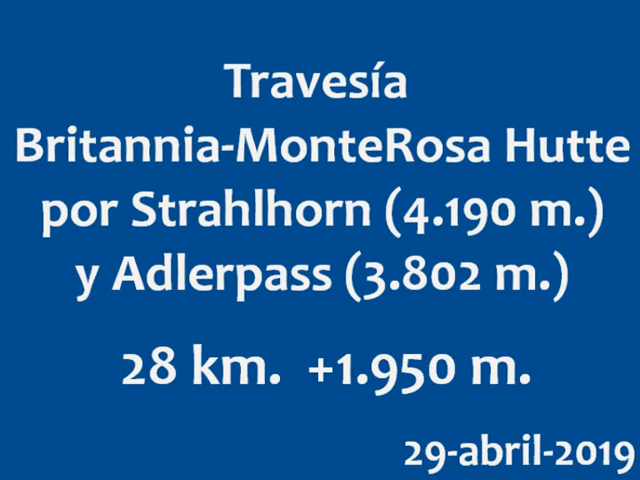 Travesía
Britannia-MonteRosa Hutte
por Strahlhorn (4.190 m.)
y Adlerpass (3.802 m.)
28 km.  +1.950 m.
29-abril-2019